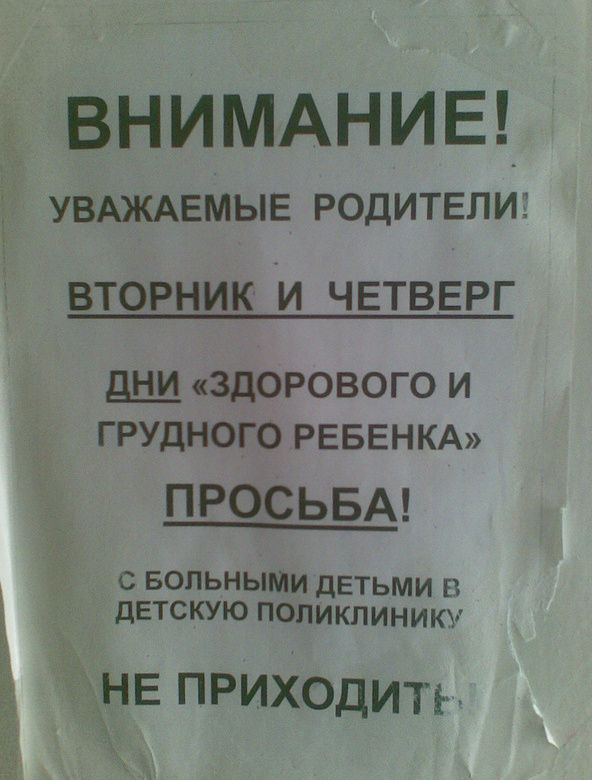 ВНИМАНИЕ!
УВАЖАЕМЫЕ РОДИТЕЛИ!
ВТОРНИК И ЧЕТВЕРГ
ДНИ «ЗДОРОВОГО И
ГРУДНОГО РЕБЕНКА»
ПРОСЬБА!
С БОЛЬНЫМИ ДЕТЬМИ В
ДЕТСКУЮ ПОЛИКЛИНИКУ
НЕ ПРИХОДИТЬ!